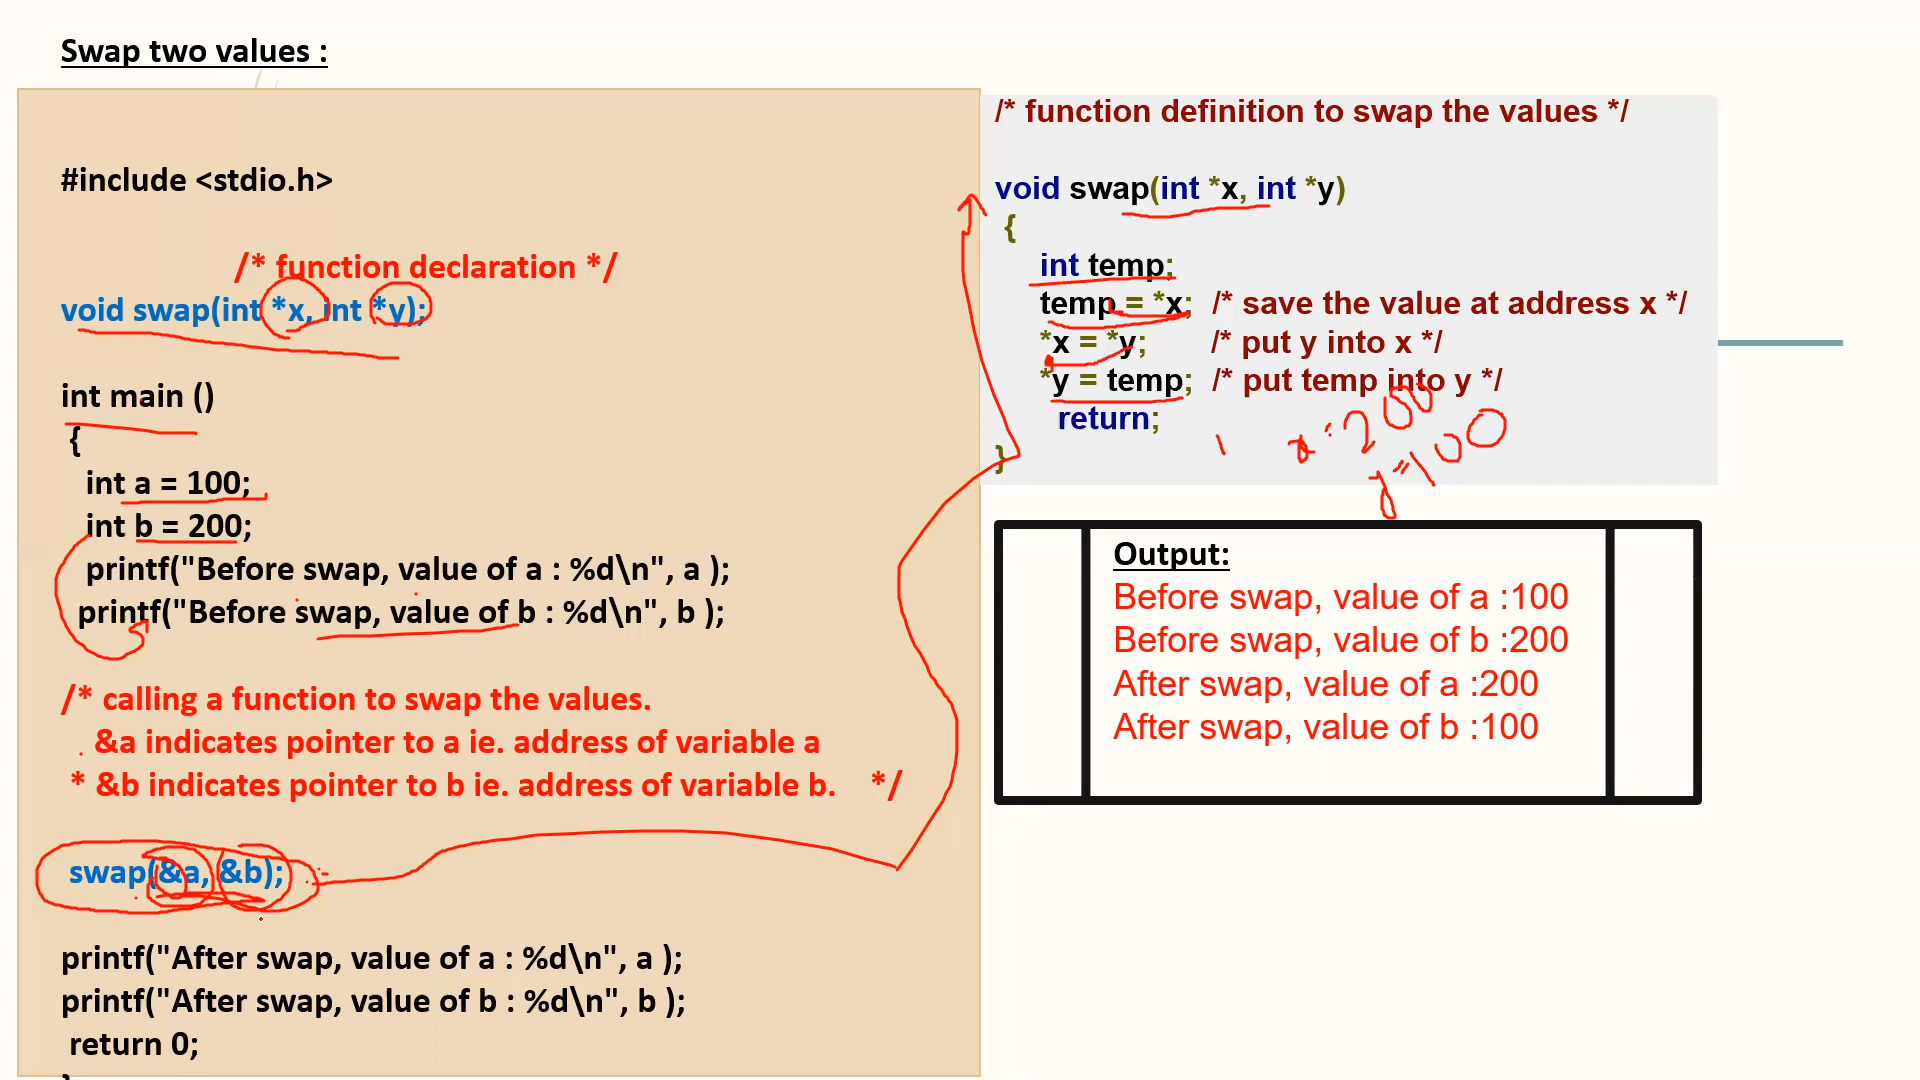 Swap two values :
#include <stdio.h>
/* function declaration */
void swap(int *x, int *y);
int main ()
{
int a = 100;
int b = 200;
printf("Before swap, value of a : %d\n", a );
printf("Before swap, value of b : %d\n", b );
/* calling a function to swap the values.
&a indicates pointer to a ie. address of variable a
* &b indicates pointer to b ie. address of variable b. */
swap(&a, &b);
printf("After swap, value of a : %d\n", a );
printf("After swap, value of b : %d\n", b );
return 0;
/* function definition to swap the values */
void swap(int *x, int *y)
{
int temp;
temp = *x; /* save the value at address x */
*x = *y; /* put y into x */
*y = temp; /* put temp into y */
return;
}
x:200
y=100
Output:
Before swap, value of a :100
Before swap, value of b :200
After swap, value of a :200
After swap, value of b :100